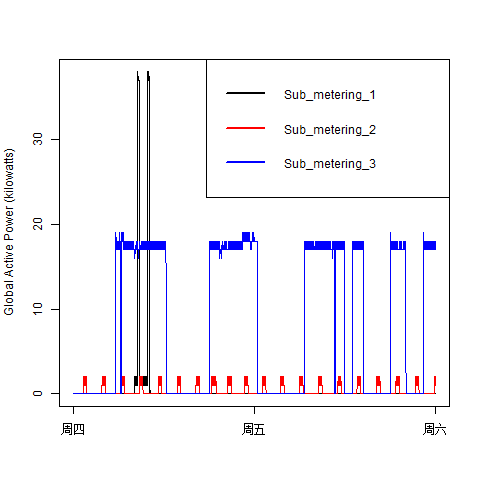 Sub_metering_1
Sub_metering_2
Sub_metering_3
Global Active Power (kilowatts)
30
20
10
0
周四 周五 周六